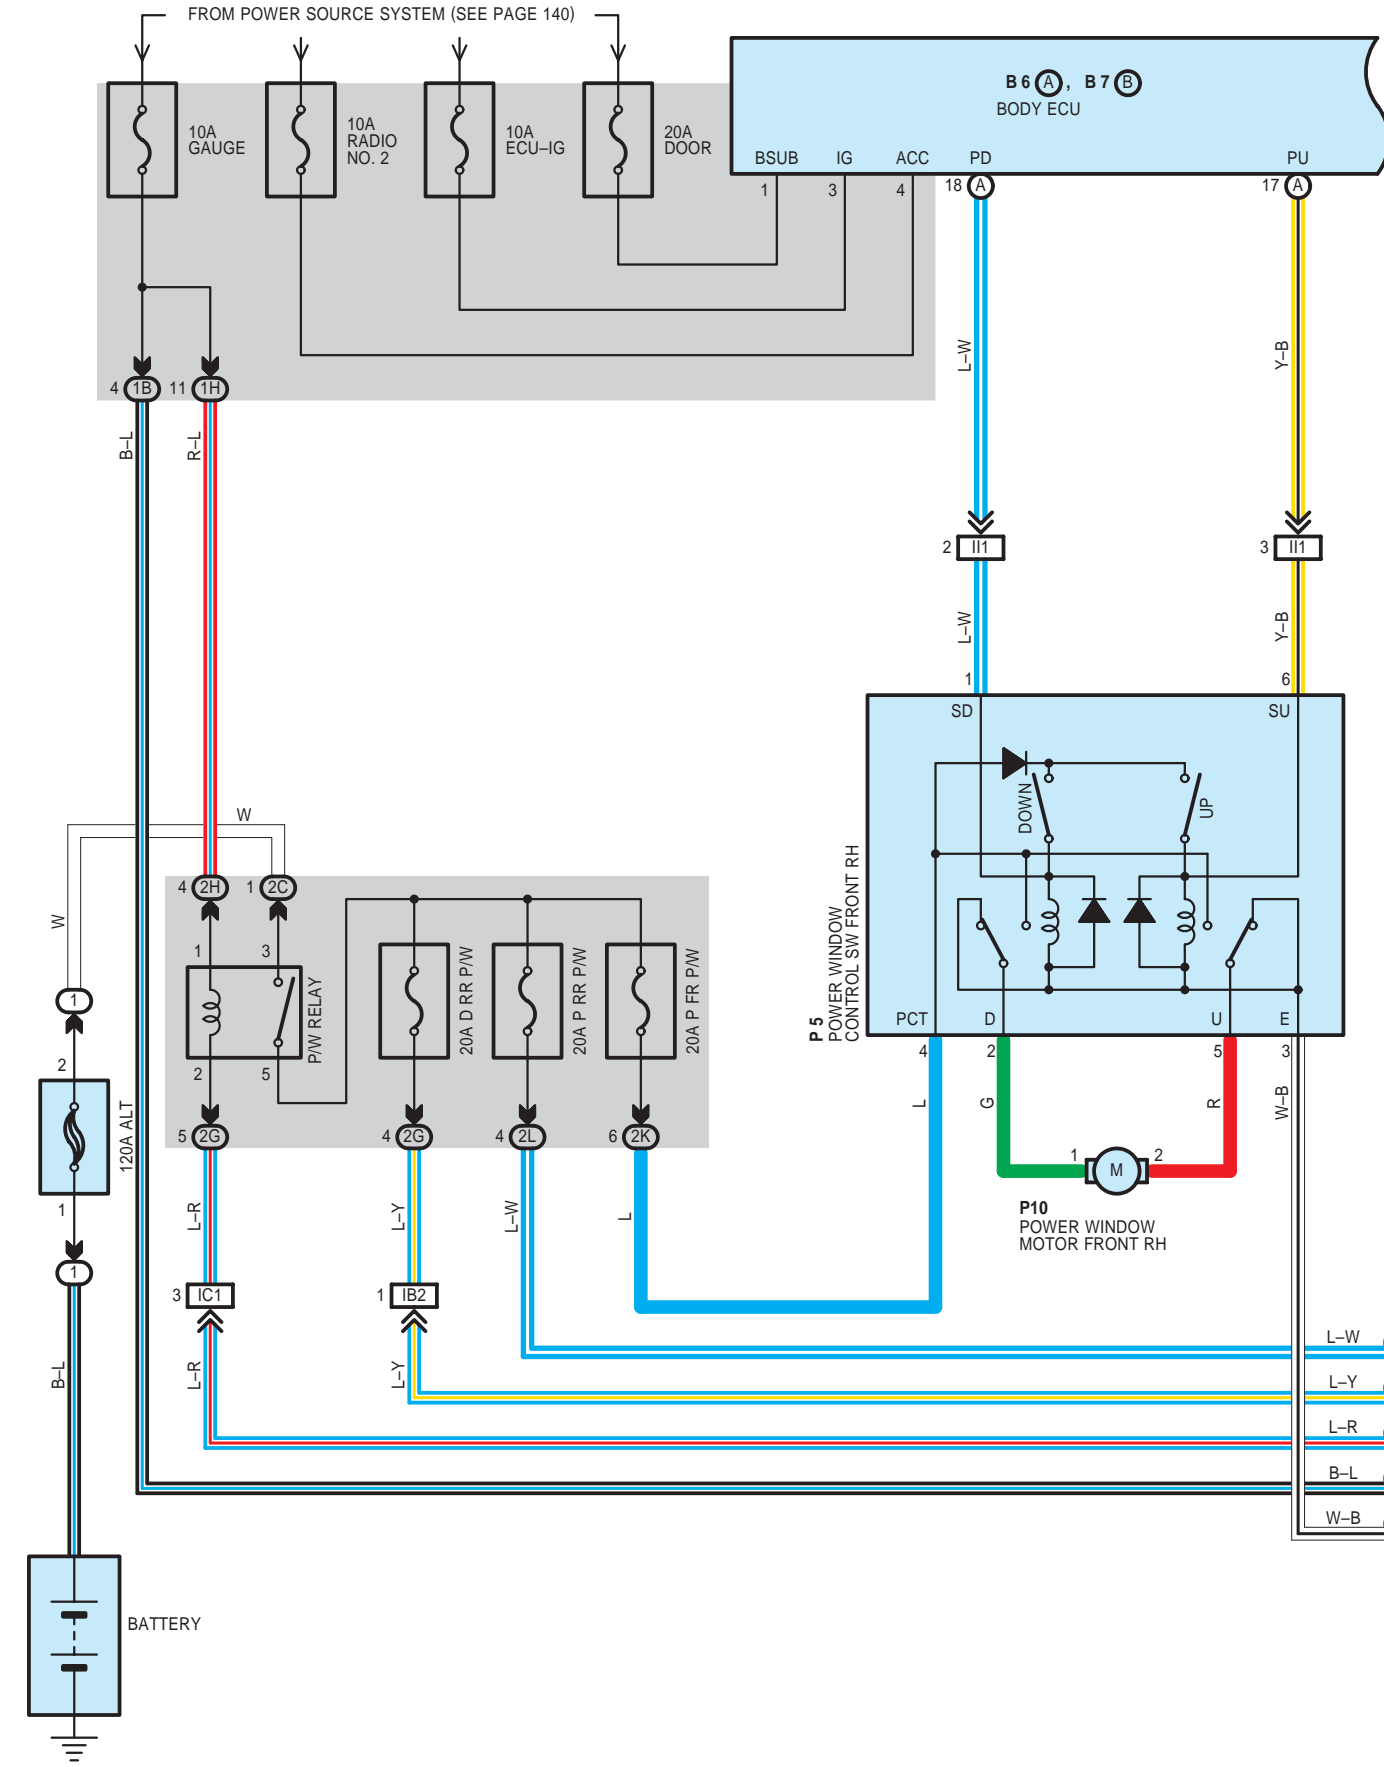 FROM POWER SOURCE SYSTEM (SEE PAGE 140)
10A
GAUGE
10A
RADIO
NO. 2
10A
ECU–IG
20A
DOOR
B 6 A , B 7 B
BODY ECU
BSUB IG ACC PD PU
1 3 4 18 A 17 A
4 1B 11 1H
B–L R–L
L–W Y–B
2 II1 3 II1
L–W Y–B
1 6
SD SU
DOWN UP
P 5
POWER WINDOW
CONTROL SW FRONT RH
PCT D U E
4 2 5 3
L G R W–B
1 M 2
P10
POWER WINDOW
MOTOR FRONT RH
W
W
4 2H 1 2C
1 3
P/W RELAY
2 5
20A D RR P/W
20A P RR P/W
20A P FR P/W
5 2G 4 2G 4 2L 6 2K
1
2
120A ALT
1
1
L–R L–Y L–W L
3 IC1 1 IB2
B–L L–R L–Y
L–W
L–Y
L–R
B–L
W–B
BATTERY